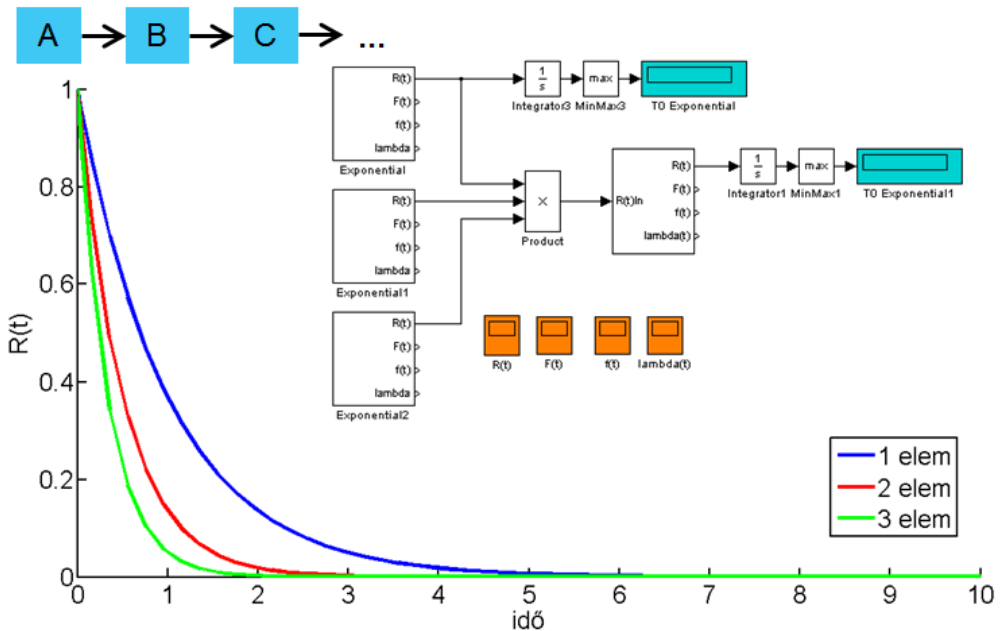 A
B
C
...
R(t)
F(t)
f(t)
lambda
Exponential
1
s
Integrator3
max
MinMax3
T0 Exponential
R(t)
F(t)
f(t)
lambda
Exponential1
×
Product
R(t)In
R(t)
F(t)
f(t)
lambda(t)
1
s
Integrator1
max
MinMax1
T0 Exponential1
R(t)
F(t)
f(t)
lambda
Exponential2
R(t)
F(t)
f(t)
lambda(t)
R(t)
1
0.8
0.6
0.4
0.2
0
1 elem
2 elem
3 elem
0 1 2 3 4 5 6 7 8 9 10
idő